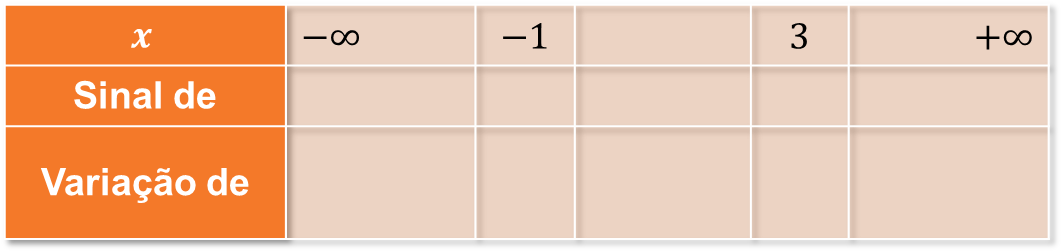 𝒙 −∞ −1 3 +∞
Sinal de
Variação de